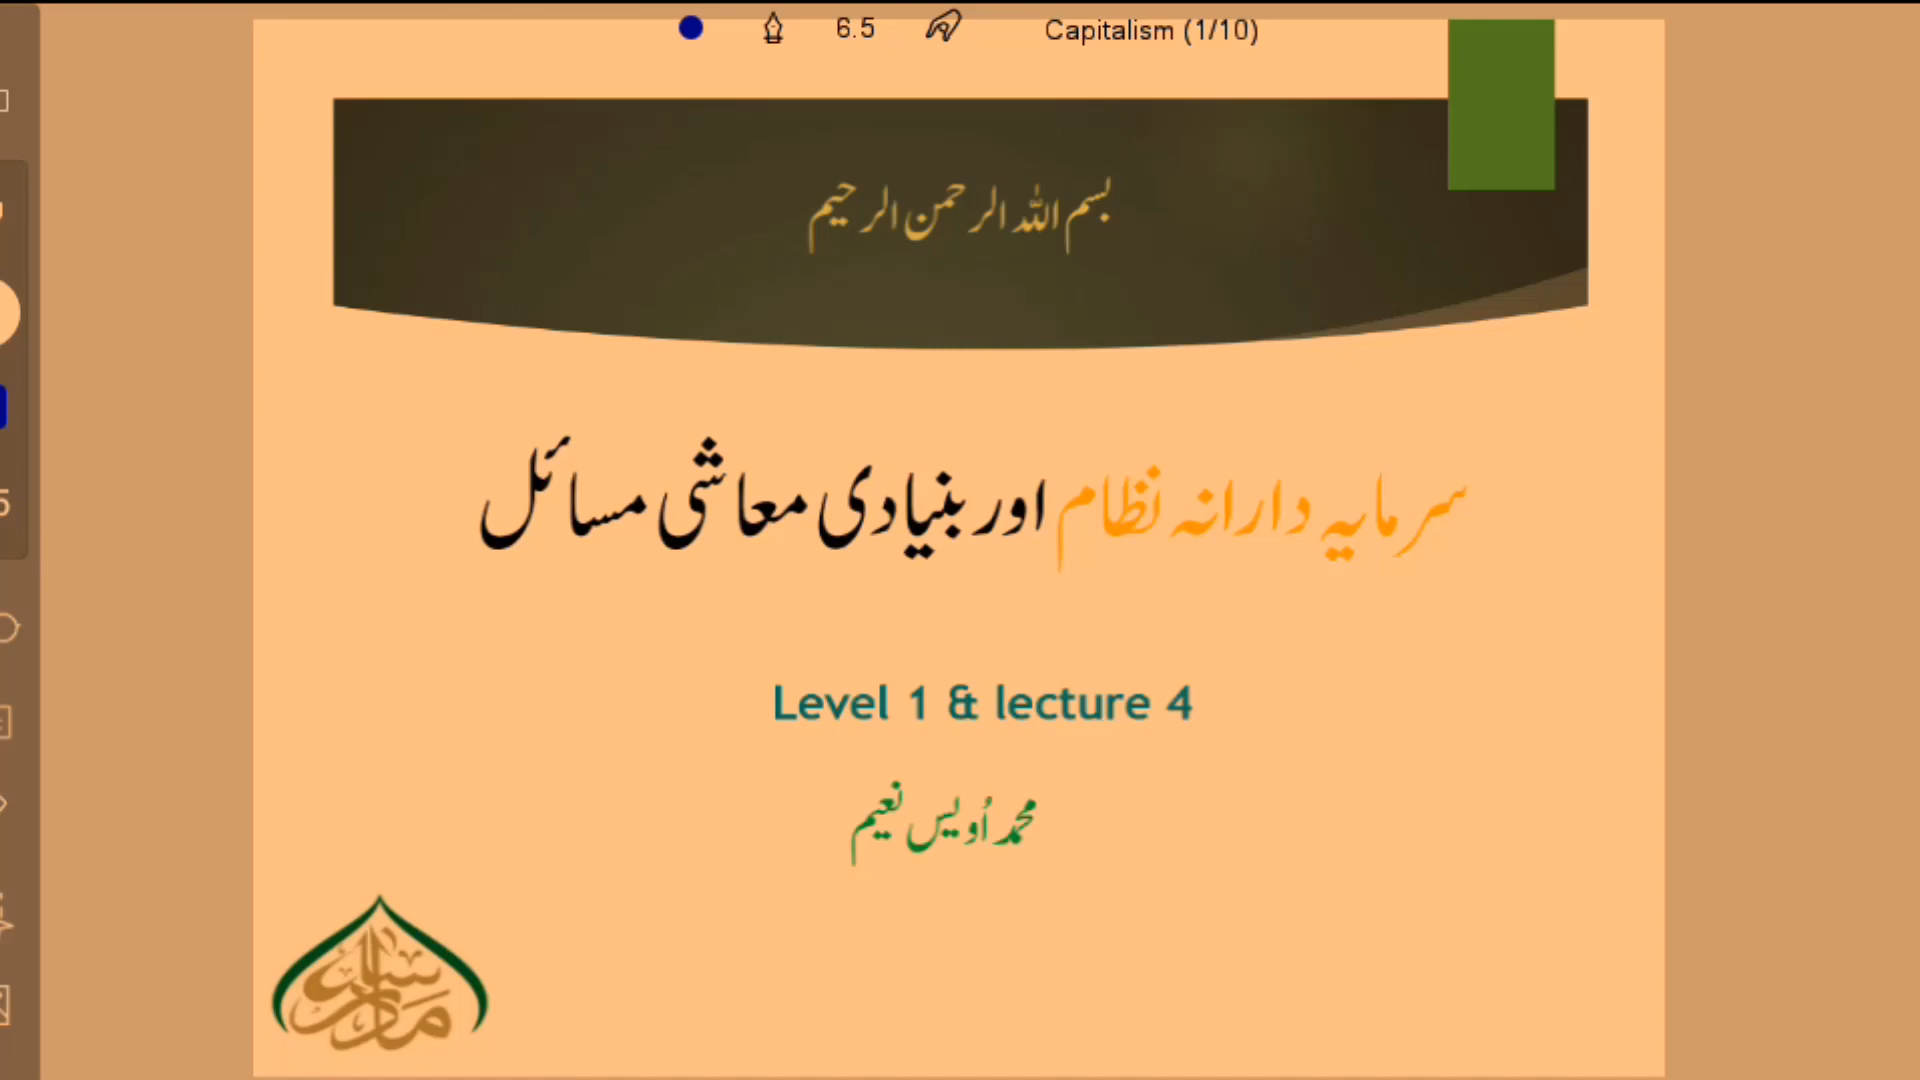 6.5 Capitalism (1/10)
بسم اللہ الرحمن الرحیم
سرمایہ دارانہ نظام اور بنیادی معاشی مسائل
Level 1 & lecture 4
محمد اُویس نعیم